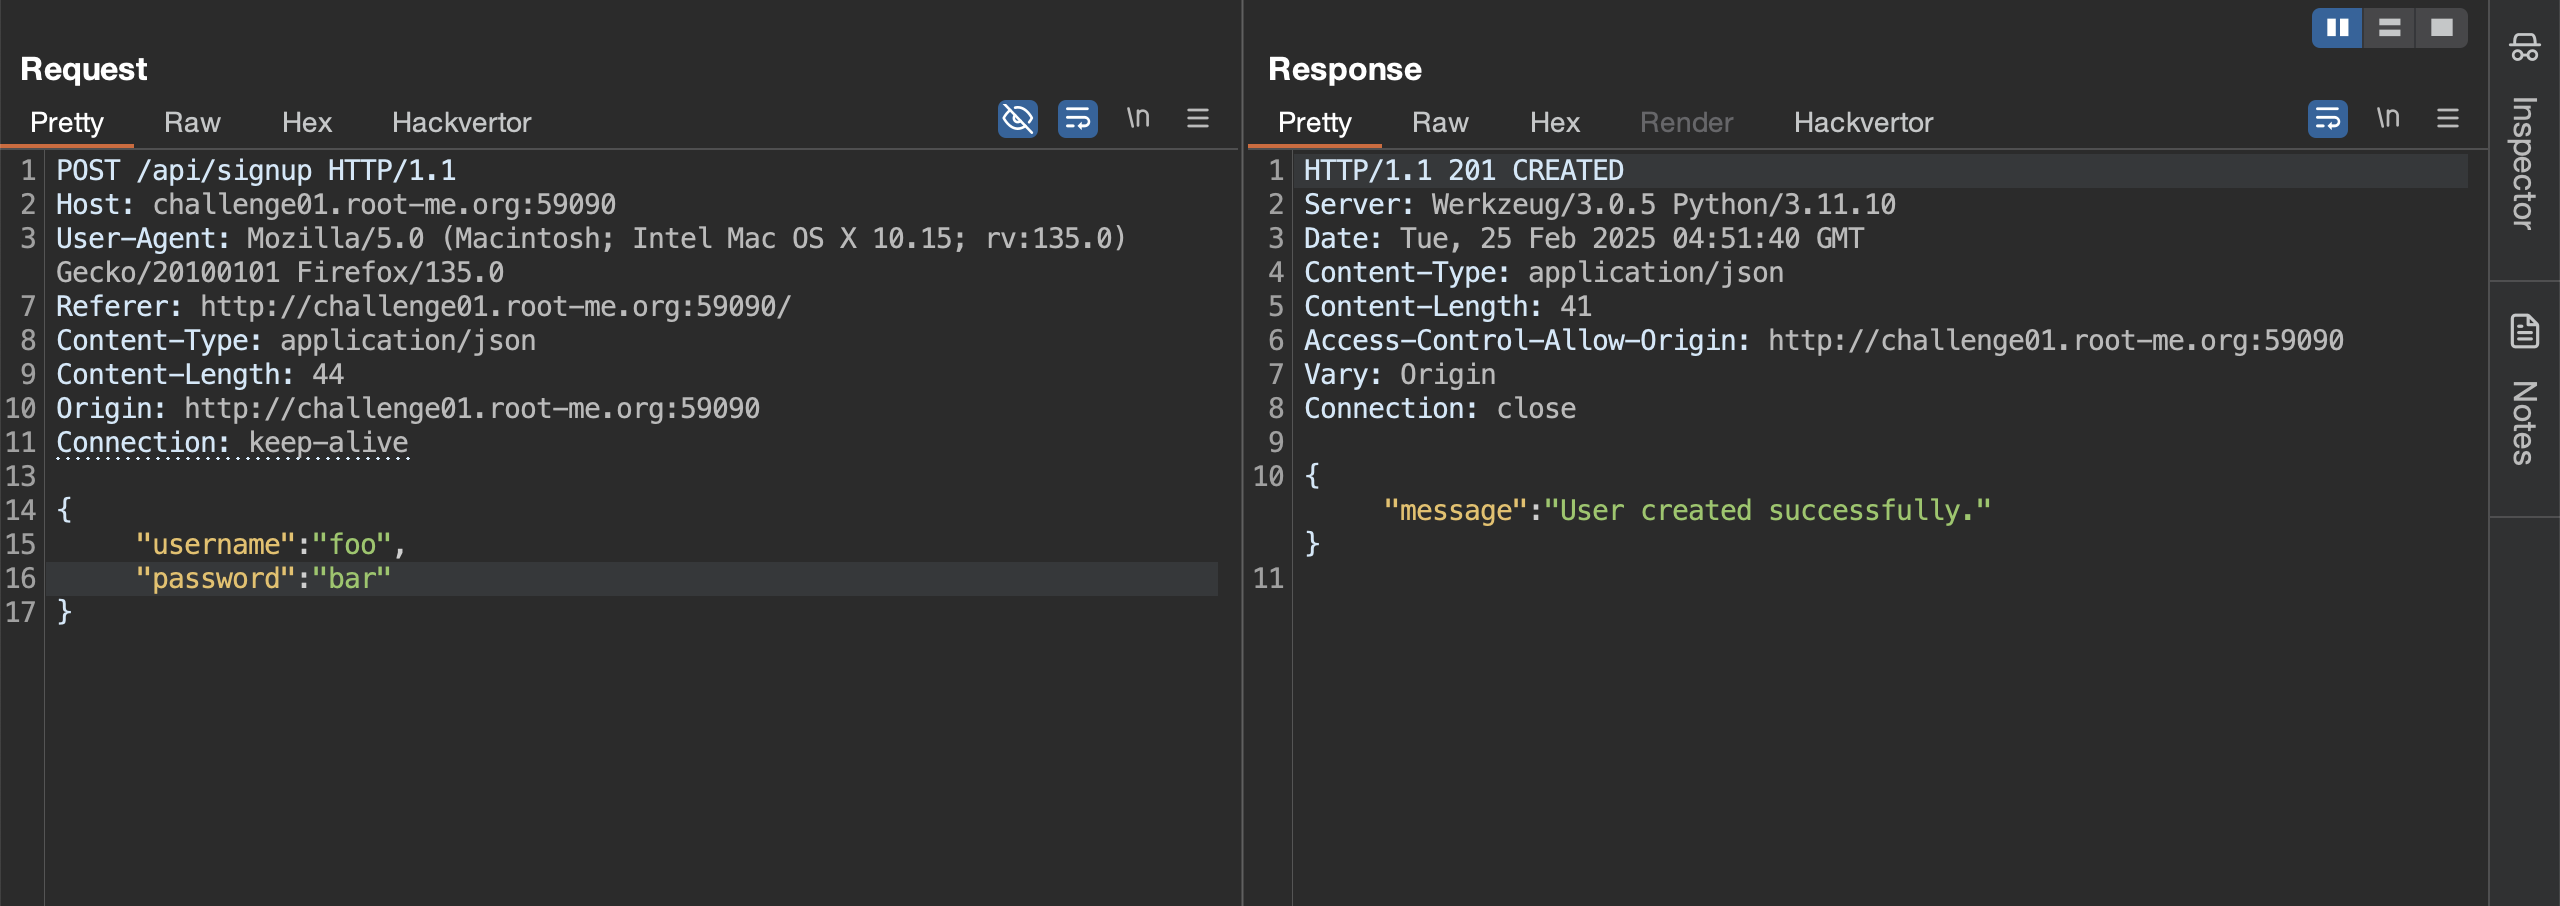 Request
Pretty Raw Hex Hackvertor \n
1 POST /api/signup HTTP/1.1
2 Host: challenge01.root-me.org:59090
3 User-Agent: Mozilla/5.0 (Macintosh; Intel Mac OS X 10.15; rv:135.0)
Gecko/20100101 Firefox/135.0
7 Referer: http://challenge01.root-me.org:59090/
8 Content-Type: application/json
9 Content-Length: 44
10 Origin: http://challenge01.root-me.org:59090
11 Connection: keep-alive
13
14 {
15 "username":"foo",
16 "password":"bar"
17 }
Response
Pretty Raw Hex Render Hackvertor \n
1 HTTP/1.1 201 CREATED
2 Server: Werkzeug/3.0.5 Python/3.11.10
3 Date: Tue, 25 Feb 2025 04:51:40 GMT
4 Content-Type: application/json
5 Content-Length: 41
6 Access-Control-Allow-Origin: http://challenge01.root-me.org:59090
7 Vary: Origin
8 Connection: close
9
10 {
"message":"User created successfully."
}
11
Inspector
Notes